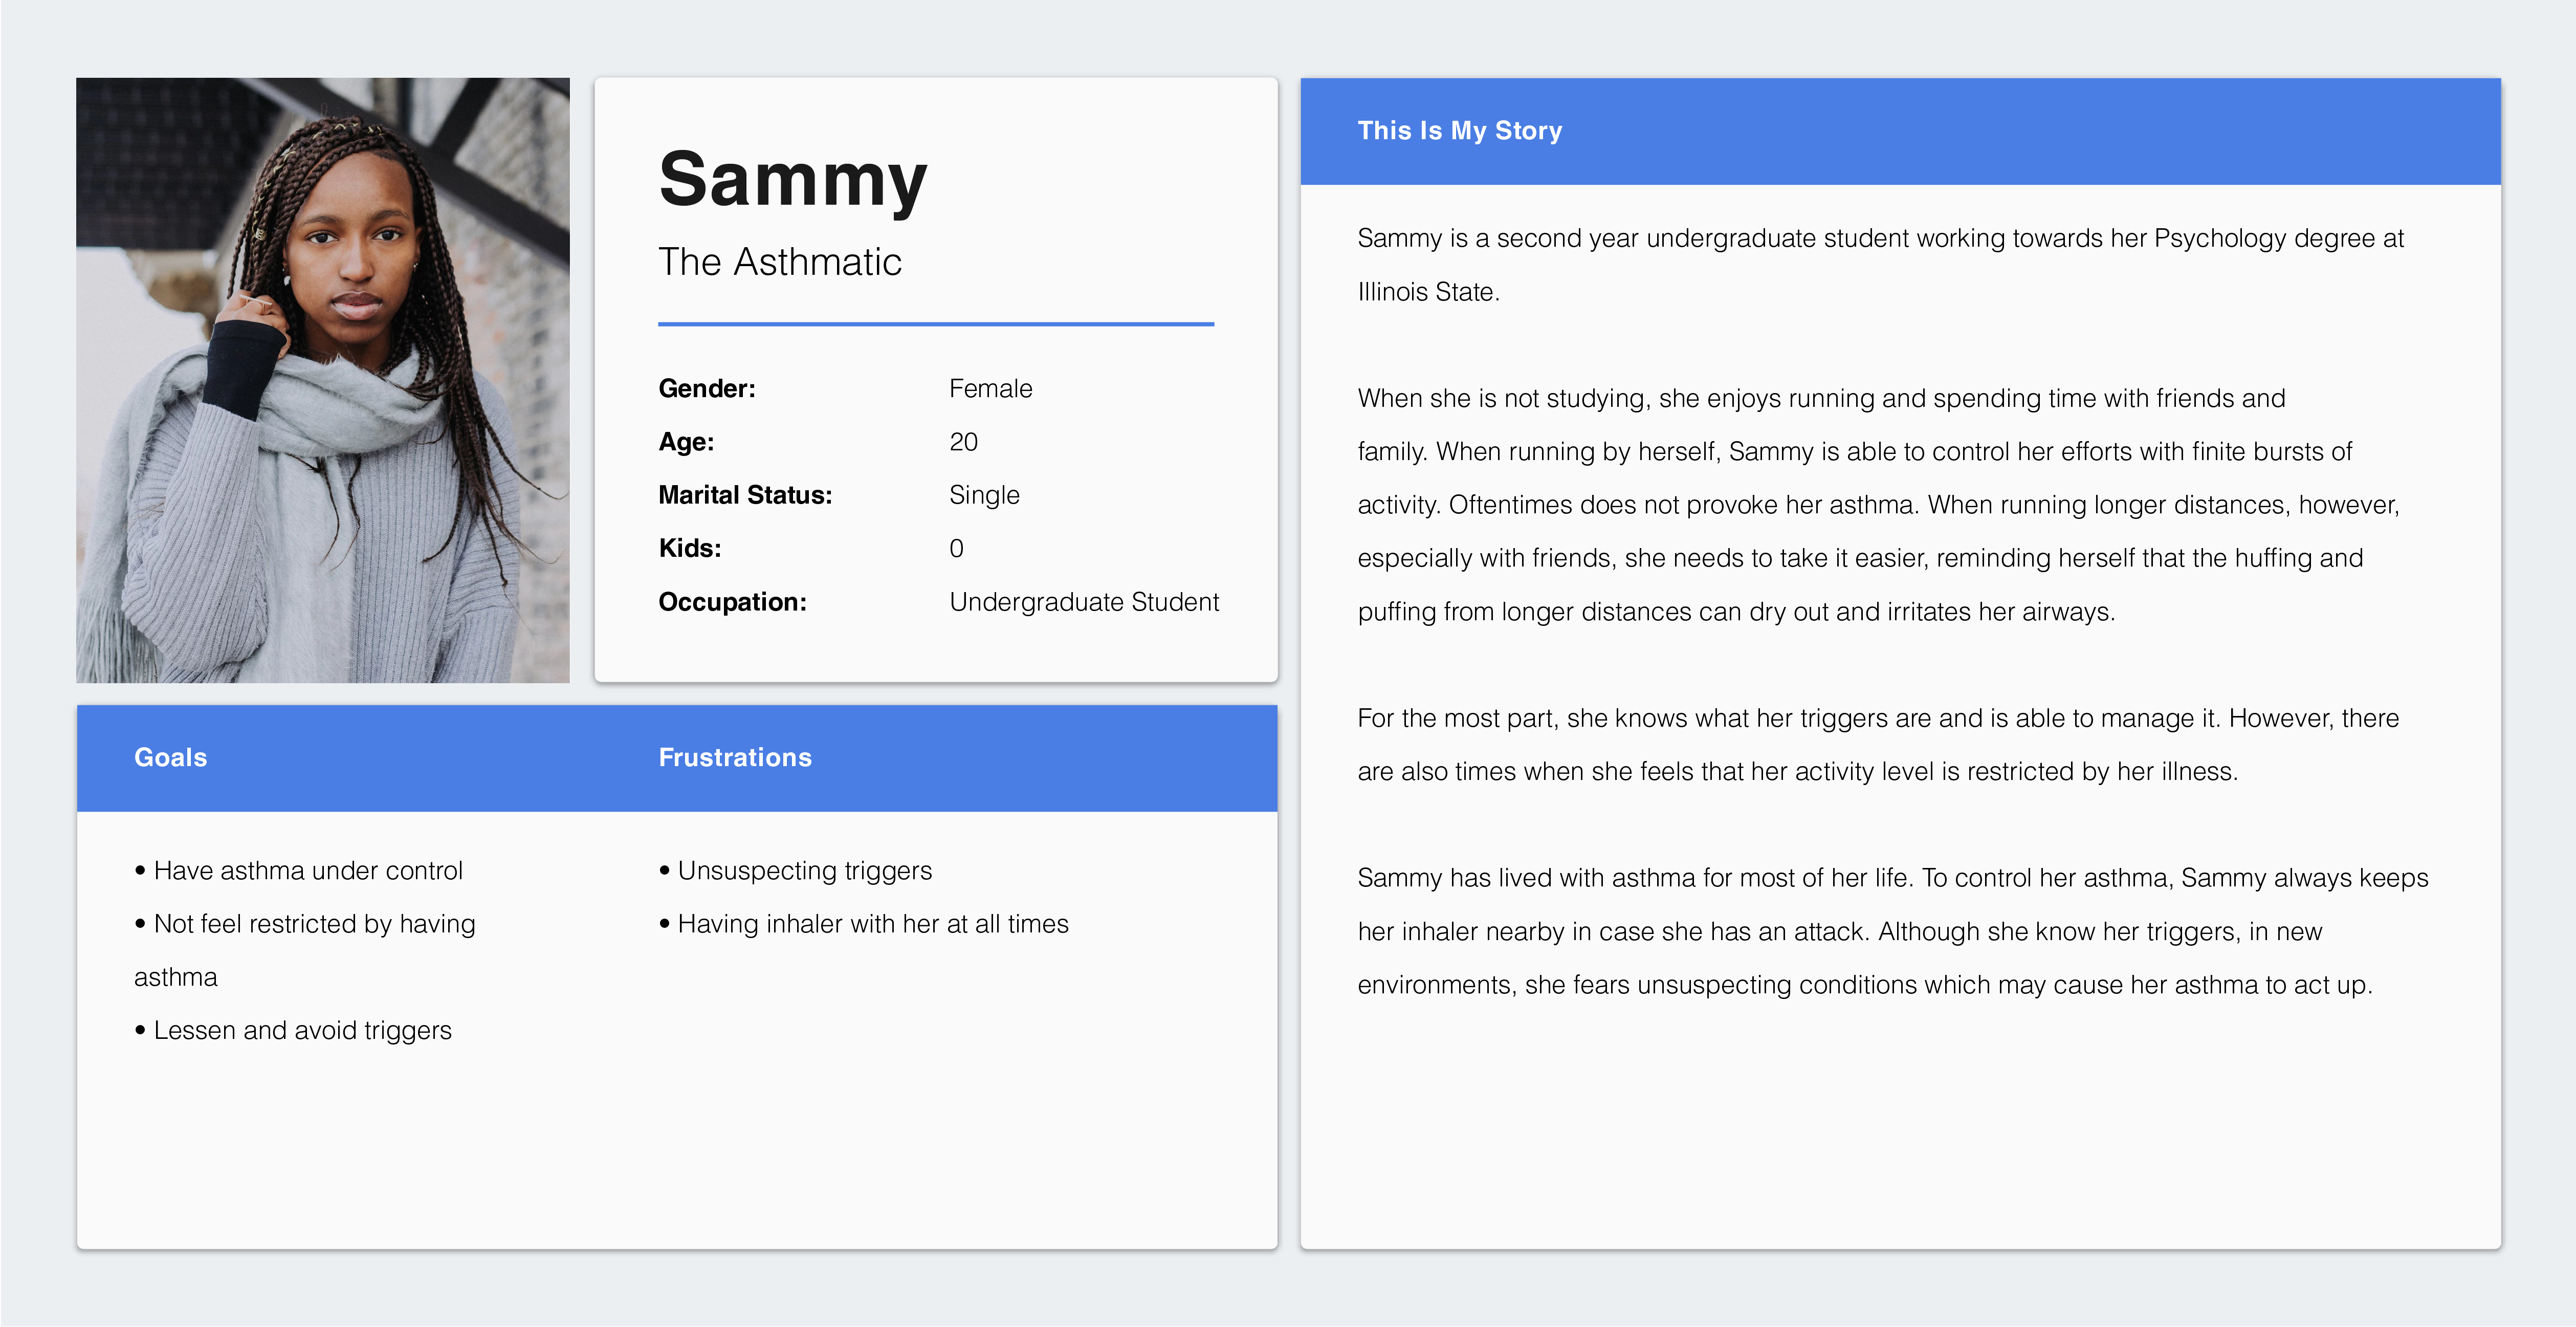 Sammy
The Asthmatic
Gender: Female
Age: 20
Marital Status: Single
Kids: 0
Occupation: Undergraduate Student
Goals
• Have asthma under control
• Not feel restricted by having
asthma
• Lessen and avoid triggers
Frustrations
• Unsuspecting triggers
• Having inhaler with her at all times
This Is My Story
Sammy is a second year undergraduate student working towards her Psychology degree at
Illinois State.
When she is not studying, she enjoys running and spending time with friends and
family. When running by herself, Sammy is able to control her efforts with finite bursts of
activity. Oftentimes does not provoke her asthma. When running longer distances, however,
especially with friends, she needs to take it easier, reminding herself that the huffing and
puffing from longer distances can dry out and irritates her airways.
For the most part, she knows what her triggers are and is able to manage it. However, there
are also times when she feels that her activity level is restricted by her illness.
Sammy has lived with asthma for most of her life. To control her asthma, Sammy always keeps
her inhaler nearby in case she has an attack. Although she know her triggers, in new
environments, she fears unsuspecting conditions which may cause her asthma to act up.